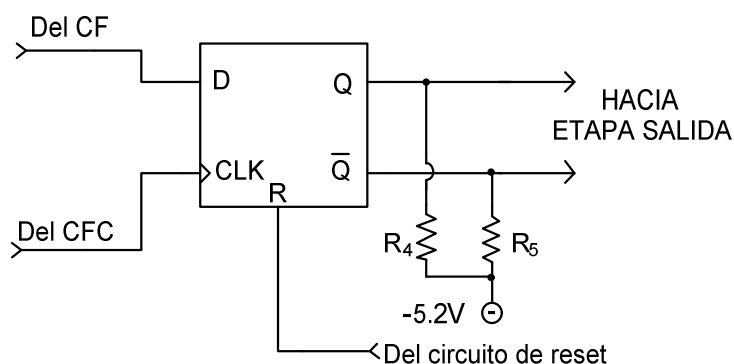 Del CF
D
Q
HACIA
ETAPA SALIDA
CLK
Q̅
R
Del CFC
R4
R5
-5.2V
Del circuito de reset